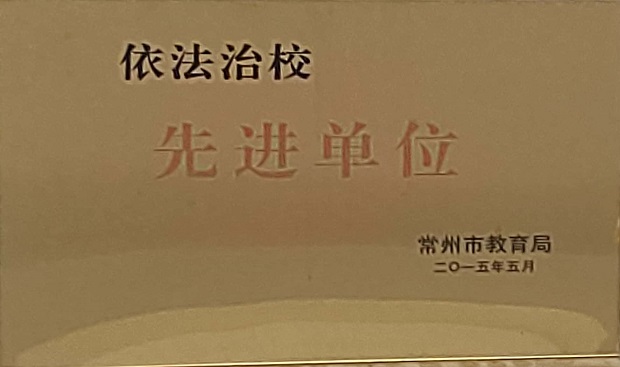 依法治校
先进单位
常州市教育局
二〇一五年五月